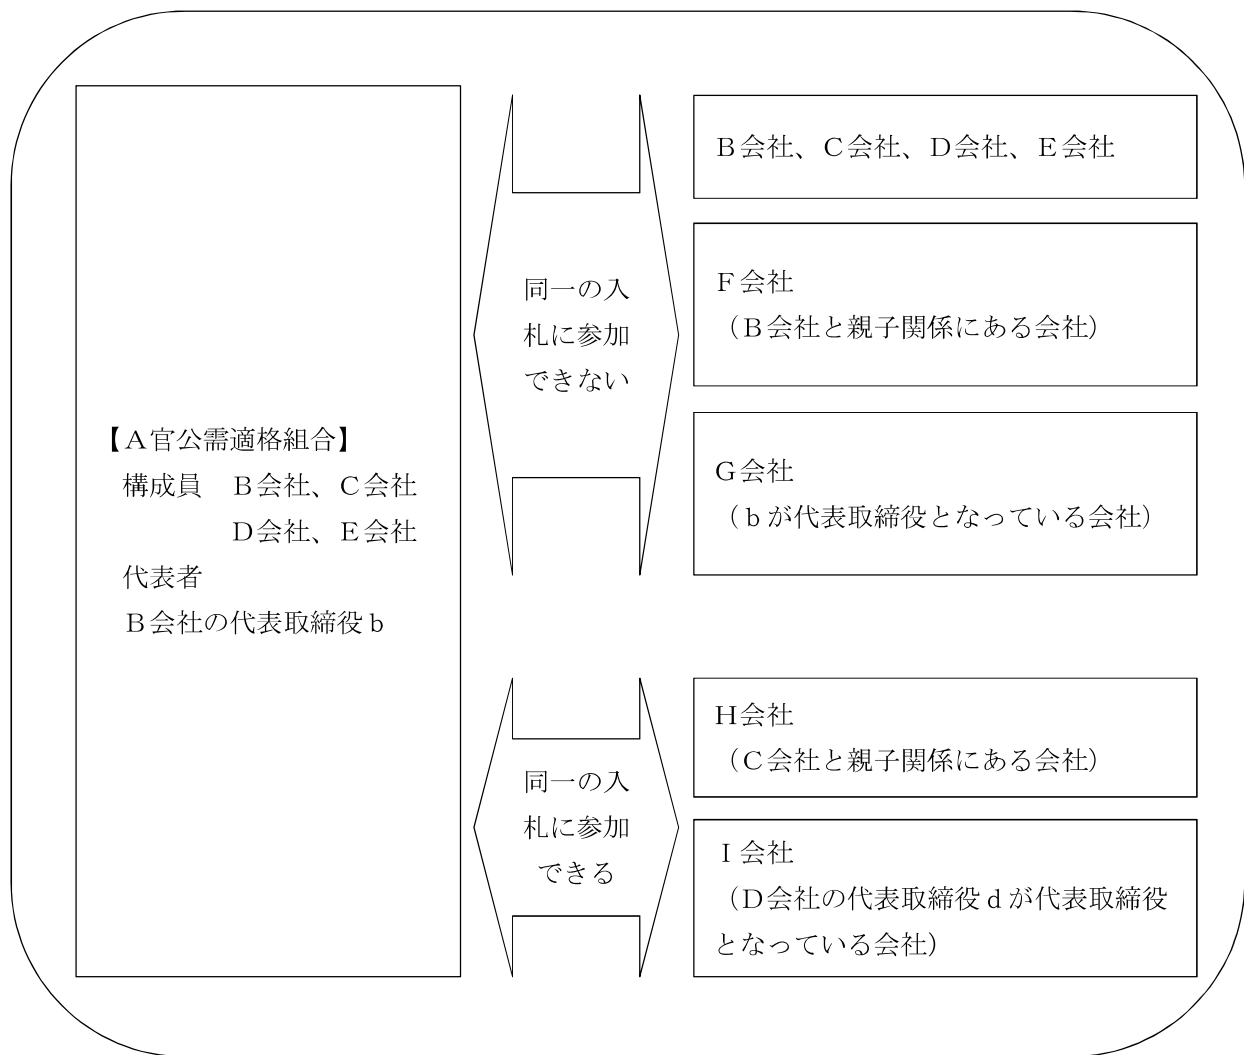 【A官公需適格組合】
構成員　B会社、C会社
D会社、E会社
代表者
B会社の代表取締役b
同一の入
札に参加
できない
B会社、C会社、D会社、E会社
F会社
（B会社と親子関係にある会社）
G会社
（bが代表取締役となっている会社）
同一の入
札に参加
できる
H会社
（C会社と親子関係にある会社）
I会社
（D会社の代表取締役dが代表取締役
となっている会社）